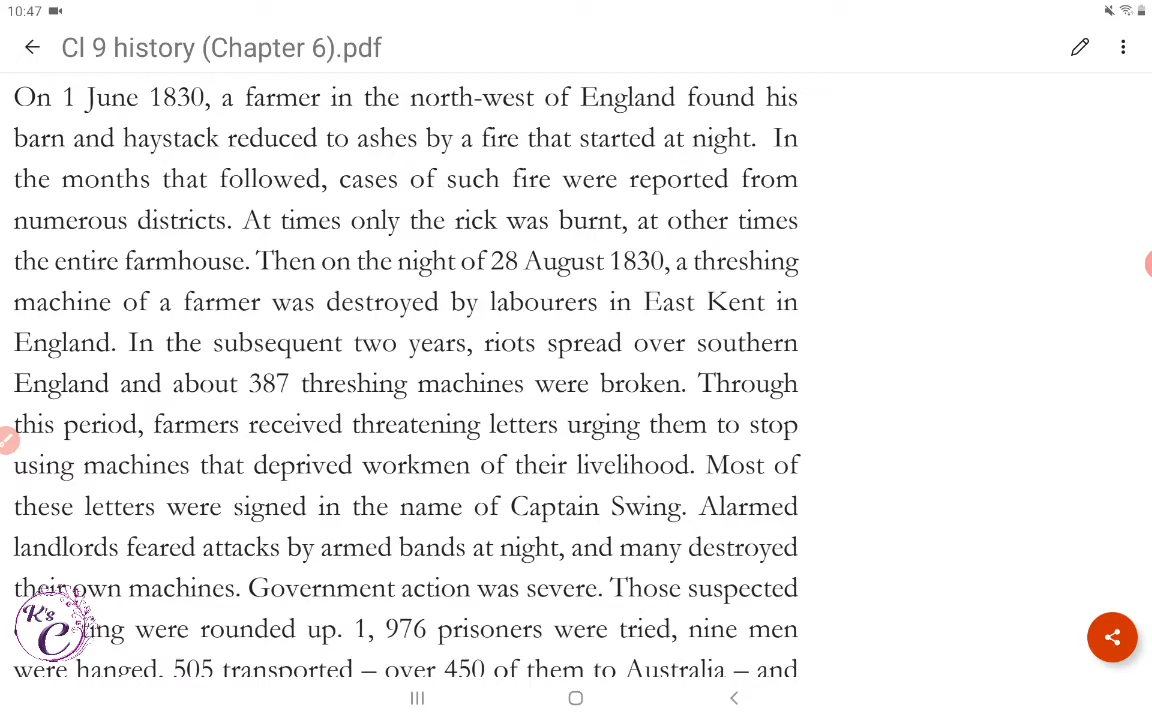 10:47
Cl 9 history (Chapter 6).pdf
On 1 June 1830, a farmer in the north-west of England found his
barn and haystack reduced to ashes by a fire that started at night. In
the months that followed, cases of such fire were reported from
numerous districts. At times only the rick was burnt, at other times
the entire farmhouse. Then on the night of 28 August 1830, a threshing
machine of a farmer was destroyed by labourers in East Kent in
England. In the subsequent two years, riots spread over southern
England and about 387 threshing machines were broken. Through
this period, farmers received threatening letters urging them to stop
using machines that deprived workmen of their livelihood. Most of
these letters were signed in the name of Captain Swing. Alarmed
landlords feared attacks by armed bands at night, and many destroyed
their own machines. Government action was severe. Those suspected
were rounded up. 1, 976 prisoners were tried, nine men
were hanged, 505 transported – over 450 of them to Australia – and
K's
C